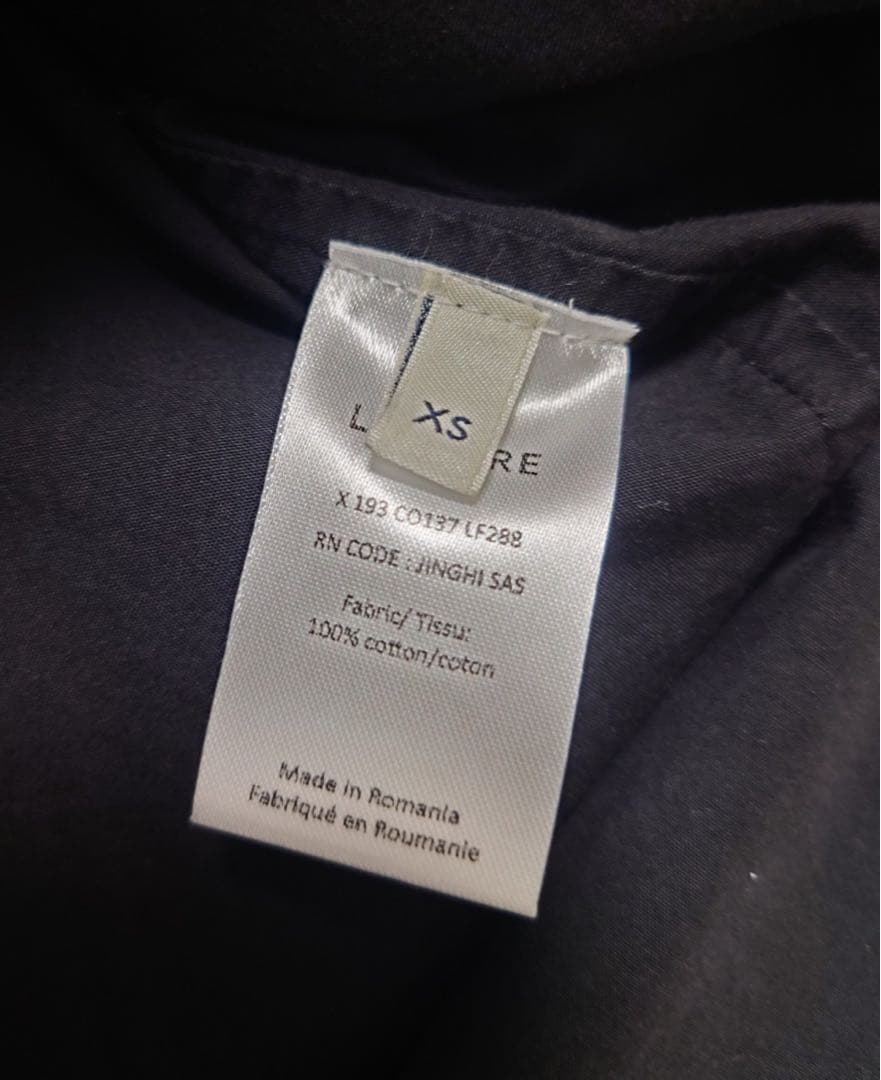 XS
L RE
X 193 CO137 LF288
RN CODE : JINGHI SAS
Fabric/ Tissu:
100% cotton/coton
Made in Romania
Fabriqué en Roumanie